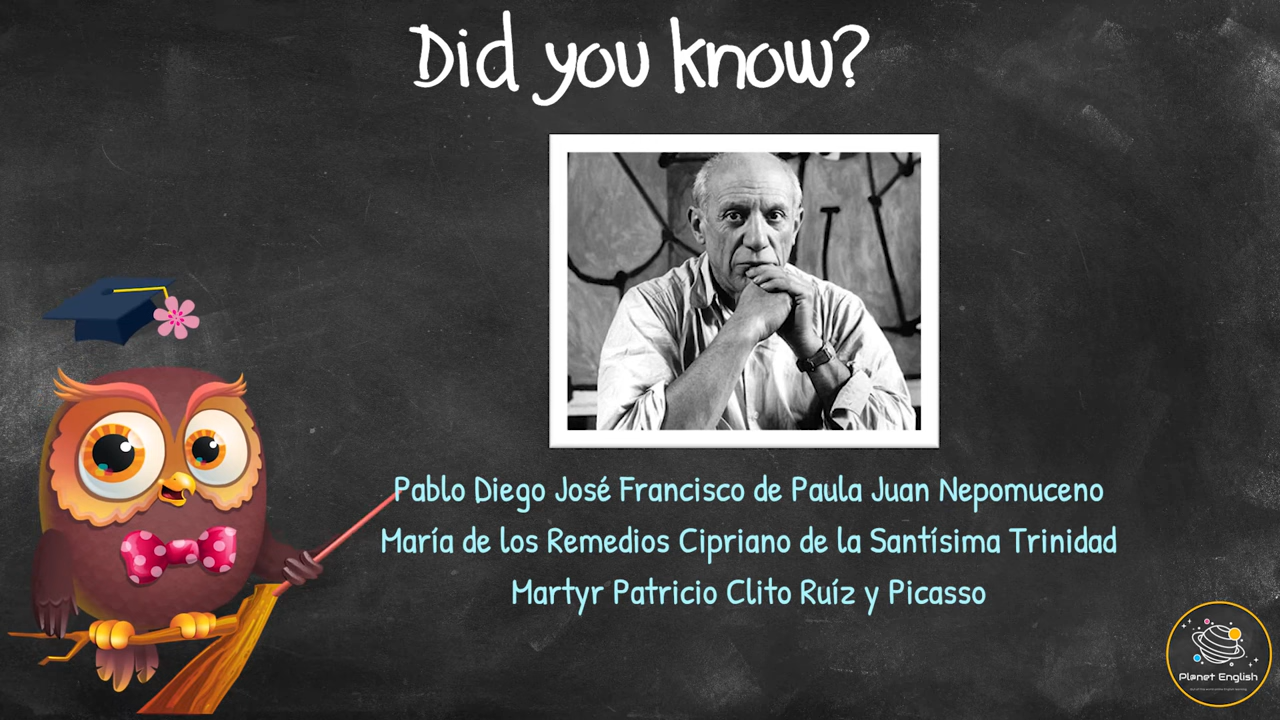 Did you know?
Pablo Diego José Francisco de Paula Juan Nepomuceno
María de los Remedios Cipriano de la Santísima Trinidad
Martyr Patricio Clito Ruíz y Picasso
Planet English